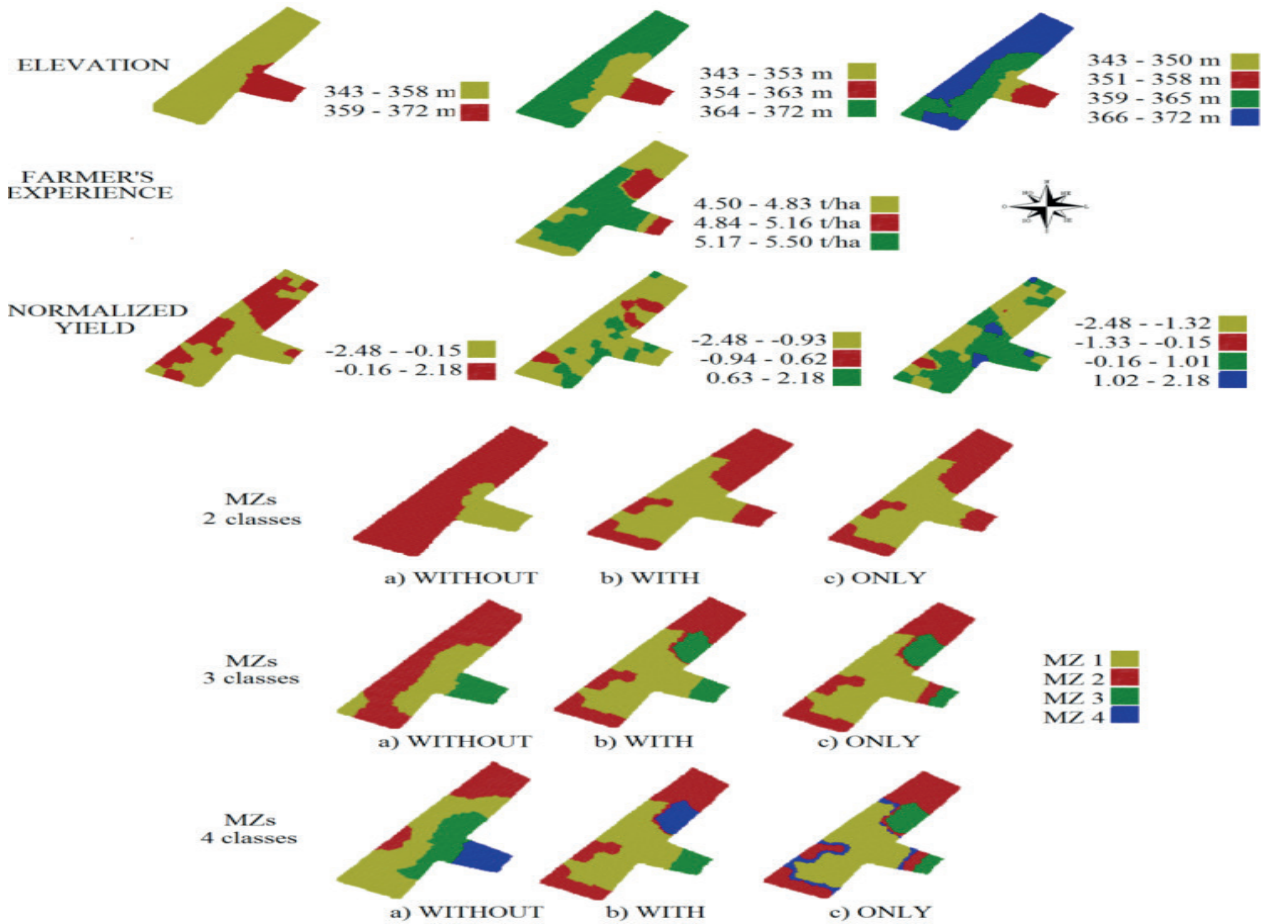 ELEVATION
343 - 358 m
359 - 372 m
343 - 353 m
354 - 363 m
364 - 372 m
343 - 350 m
351 - 358 m
359 - 365 m
366 - 372 m
FARMER'S
EXPERIENCE
4.50 - 4.83 t/ha
4.84 - 5.16 t/ha
5.17 - 5.50 t/ha
NORMALIZED
YIELD
-2.48 - -0.15
-0.16 - 2.18
-2.48 - -0.93
-0.94 - 0.62
0.63 - 2.18
-2.48 - -1.32
-1.33 - -0.15
-0.16 - 1.01
1.02 - 2.18
MZs
2 classes
a) WITHOUT b) WITH c) ONLY
MZs
3 classes
MZ 1
MZ 2
MZ 3
MZ 4
a) WITHOUT b) WITH c) ONLY
MZs
4 classes
a) WITHOUT b) WITH c) ONLY